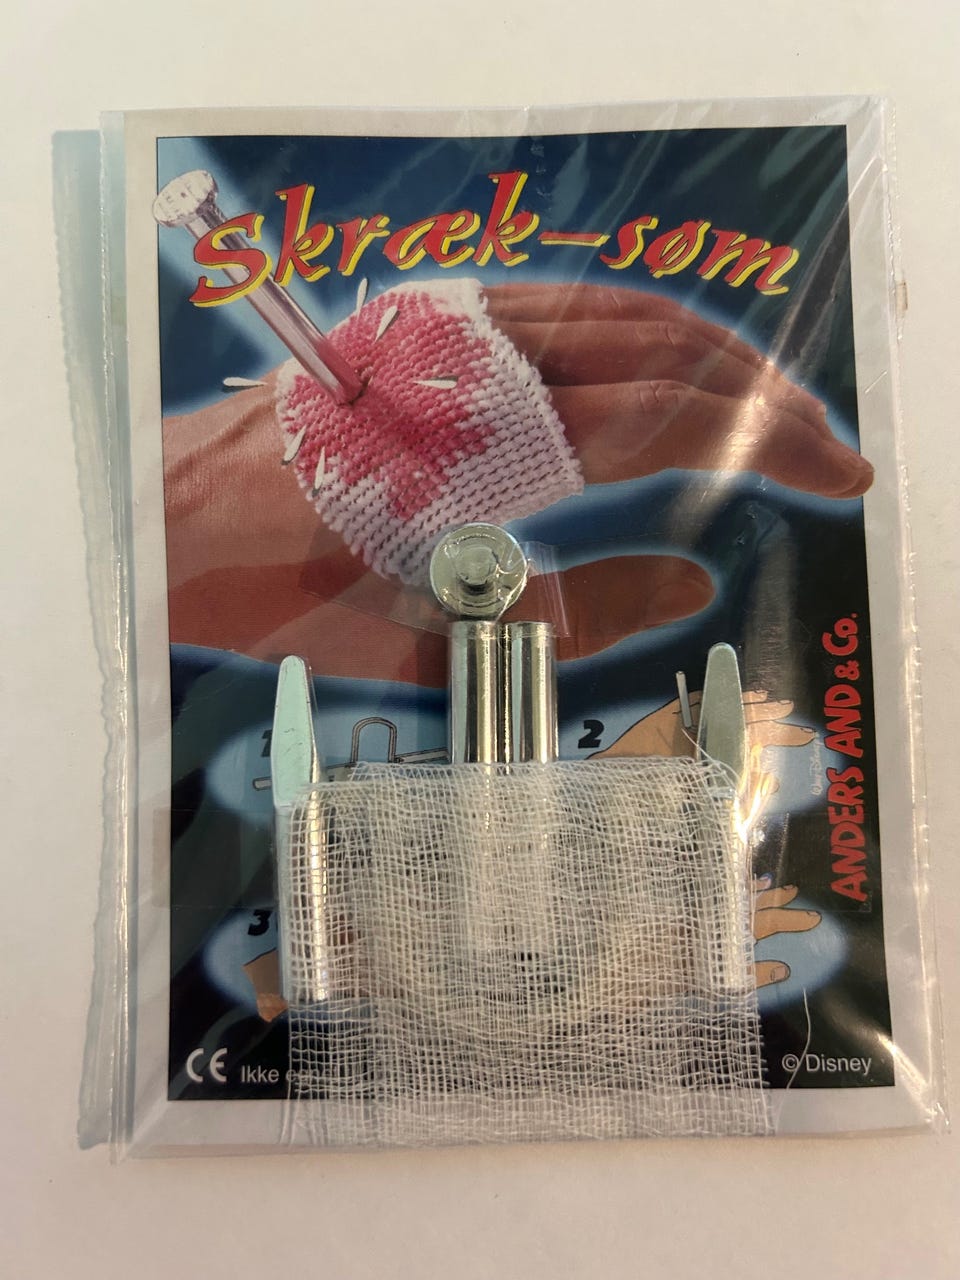 Skræk-søm
1
2
3
ANDERS AND & Co.
CE Ikke
© Disney